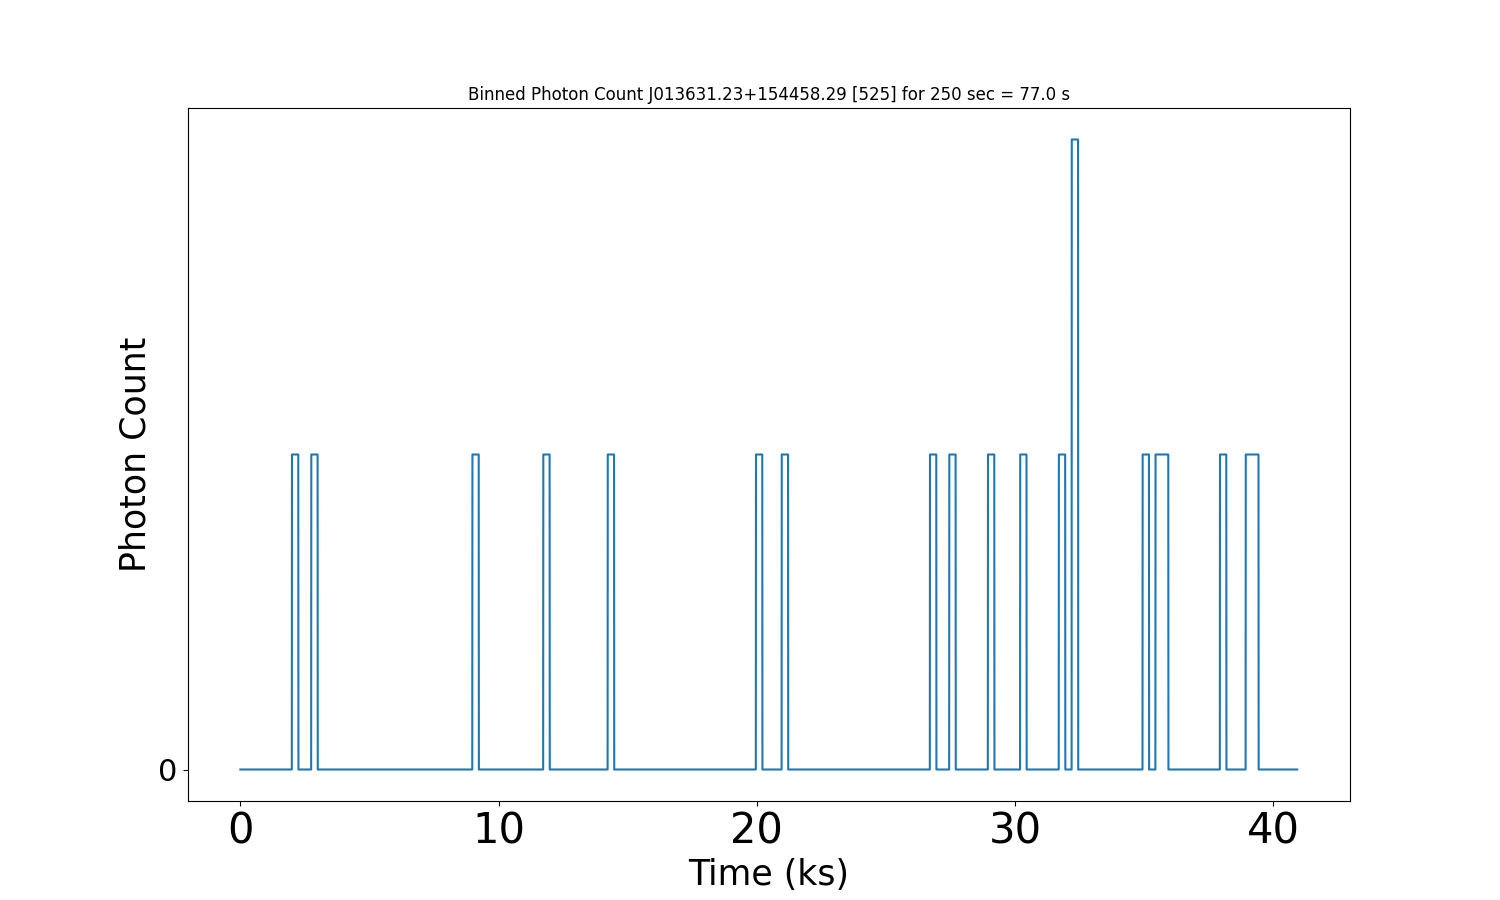 Binned Photon Count J013631.23+154458.29 [525] for 250 sec = 77.0 s
Photon Count
0
0 10 20 30 40
Time (ks)